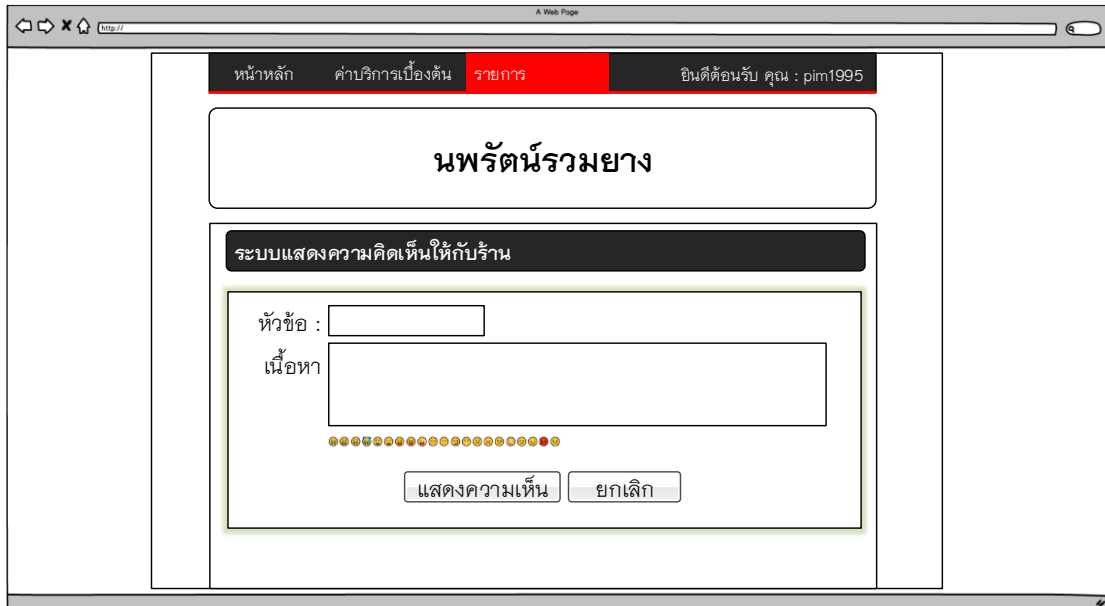 A Web Page
http://
หน้าหลัก ค่าบริการเบื้องต้น รายการ ยินดีต้อนรับ คุณ : pim1995
นพรัตน์รวมยาง
ระบบแสดงความคิดเห็นให้กับร้าน
หัวข้อ :
เนื้อหา
แสดงความเห็น ยกเลิก